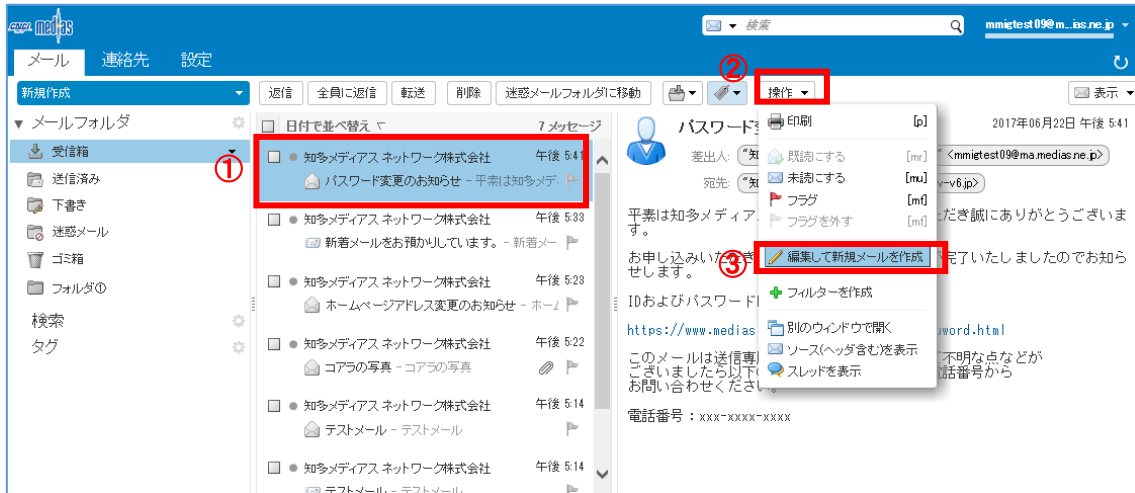 CNCI medias
検索
mmigtest09@m...ias.ne.jp
メール 連絡先 設定
②
新規作成
返信 全員に返信 転送 削除 迷惑メールフォルダに移動 操作 表示
メールフォルダ
受信箱
①
送信済み
下書き
迷惑メール
ゴミ箱
フォルダ①
検索
タグ
日付で並べ替え 7 メッセージ
知多メディアス ネットワーク株式会社 午後 5:41
パスワード変更のお知らせ - 平素は知多メデ
知多メディアス ネットワーク株式会社 午後 5:33
新着メールをお預かりしています。 - 新着メー
知多メディアス ネットワーク株式会社 午後 5:23
ホームページアドレス変更のお知らせ - ホーム
知多メディアス ネットワーク株式会社 午後 5:22
コアラの写真 - コアラの写真
知多メディアス ネットワーク株式会社 午後 5:14
テストメール - テストメール
知多メディアス ネットワーク株式会社 午後 5:14
テストメール - テストメール
パスワード 2017年06月22日 午後 5:41
差出人: "知 " <mmigtest09@ma.medias.ne.jp>
宛先: "知 v-v6.jp>
平素は知多メディア ただき誠にありがとうございま
す。
お申し込みいただき 完了いたしましたのでお知ら
せします。
IDおよびパスワード
https://www.medias word.html
このメールは送信専 不明な点などが
ございましたら以下 話番号から
お問い合わせください。
電話番号：xxx-xxxx-xxxx
印刷 [p]
既読にする [mr]
未読にする [mu]
フラグ [mf]
フラグを外す [mf]
③
編集して新規メールを作成
フィルターを作成
別のウィンドウで開く
ソース(ヘッダ含む)を表示
スレッドを表示